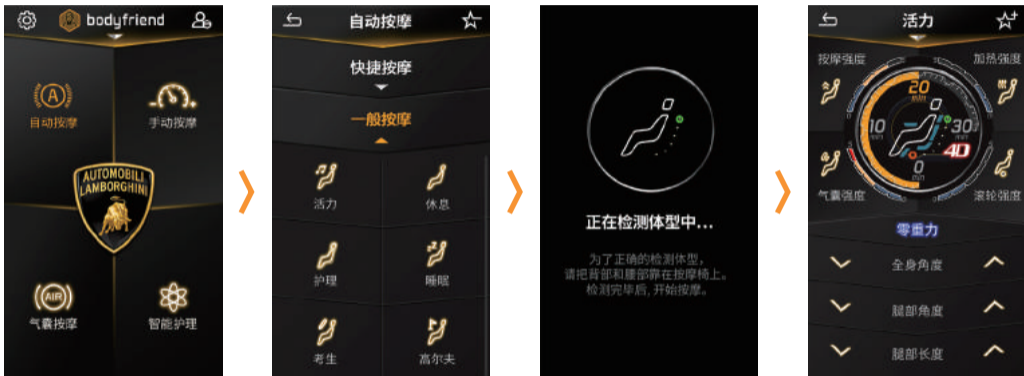 bodyfriend
自动按摩
手动按摩
AUTOMOBILI
LAMBORGHINI
AIR
气囊按摩
智能护理
自动按摩
快捷按摩
一般按摩
活力
休息
护理
睡眠
考生
高尔夫
正在检测体型中...
为了正确的检测体型，
请把背部和腰部靠在按摩椅上。
检测完毕后, 开始按摩。
活力
按摩强度
加热强度
20
min
10
min
30
min
4D
0
min
气囊强度
滚轮强度
零重力
全身角度
腿部角度
腿部长度